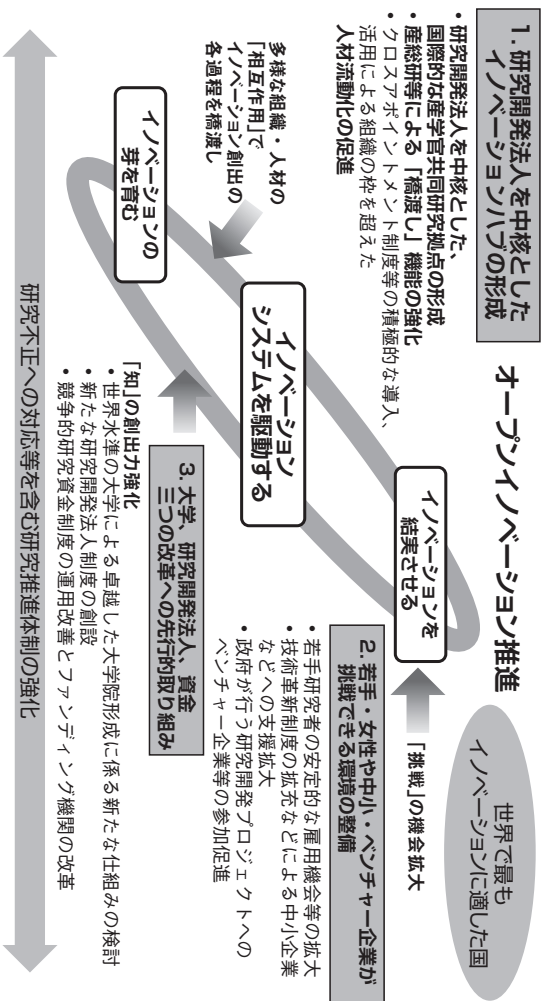 オープンイノベーション推進
世界で最も
イノベーションに適した国
1. 研究開発法人を中核とした
イノベーションハブの形成
• 研究開発法人を中核とした、
国際的な産学官共同研究拠点の形成
• 産総研等による「橋渡し」機能の強化
• クロスアポイントメント制度等の積極的な導入、
活用による組織の枠を超えた
人材流動化の促進
多様な組織・人材の
「相互作用」で
イノベーション創出の
各過程を橋渡し
イノベーションの
芽を育む
イノベーション
システムを駆動する
イノベーションを
結実させる
「挑戦」の機会拡大
2. 若手・女性や中小・ベンチャー企業が
挑戦できる環境の整備
• 若手研究者の安定的な雇用機会等の拡大
• 技術革新制度の拡充などによる中小企業
などへの支援拡大
• 政府が行う研究開発プロジェクトへの
ベンチャー企業等の参加促進
3. 大学、研究開発法人、資金
三つの改革への先行的取り組み
「知」の創出力強化
• 世界水準の大学による卓越した大学院形成に係る新たな仕組みの検討
• 新たな研究開発法人制度の創設
• 競争的研究資金制度の運用改善とファンディング機関の改革
研究不正への対応等を含む研究推進体制の強化